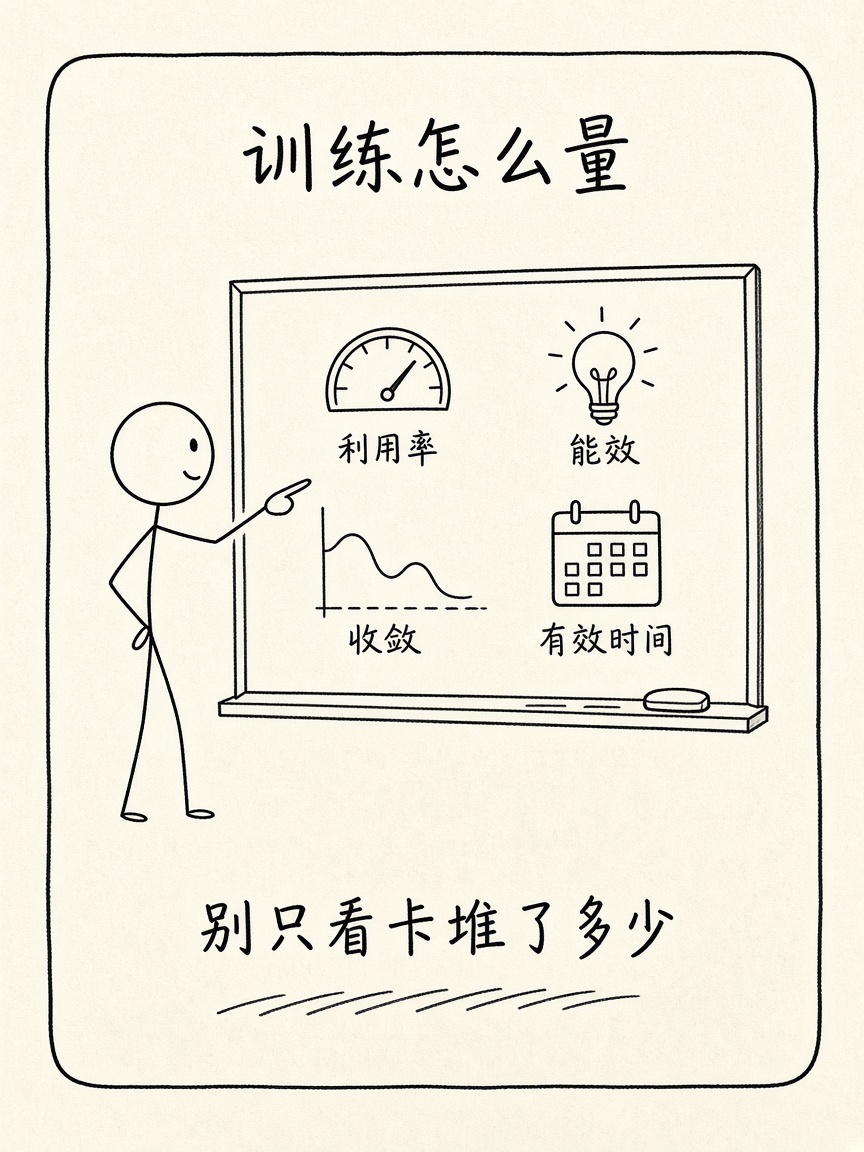 训练怎么量
利用率
能效
收敛
有效时间
别只看卡堆了多少